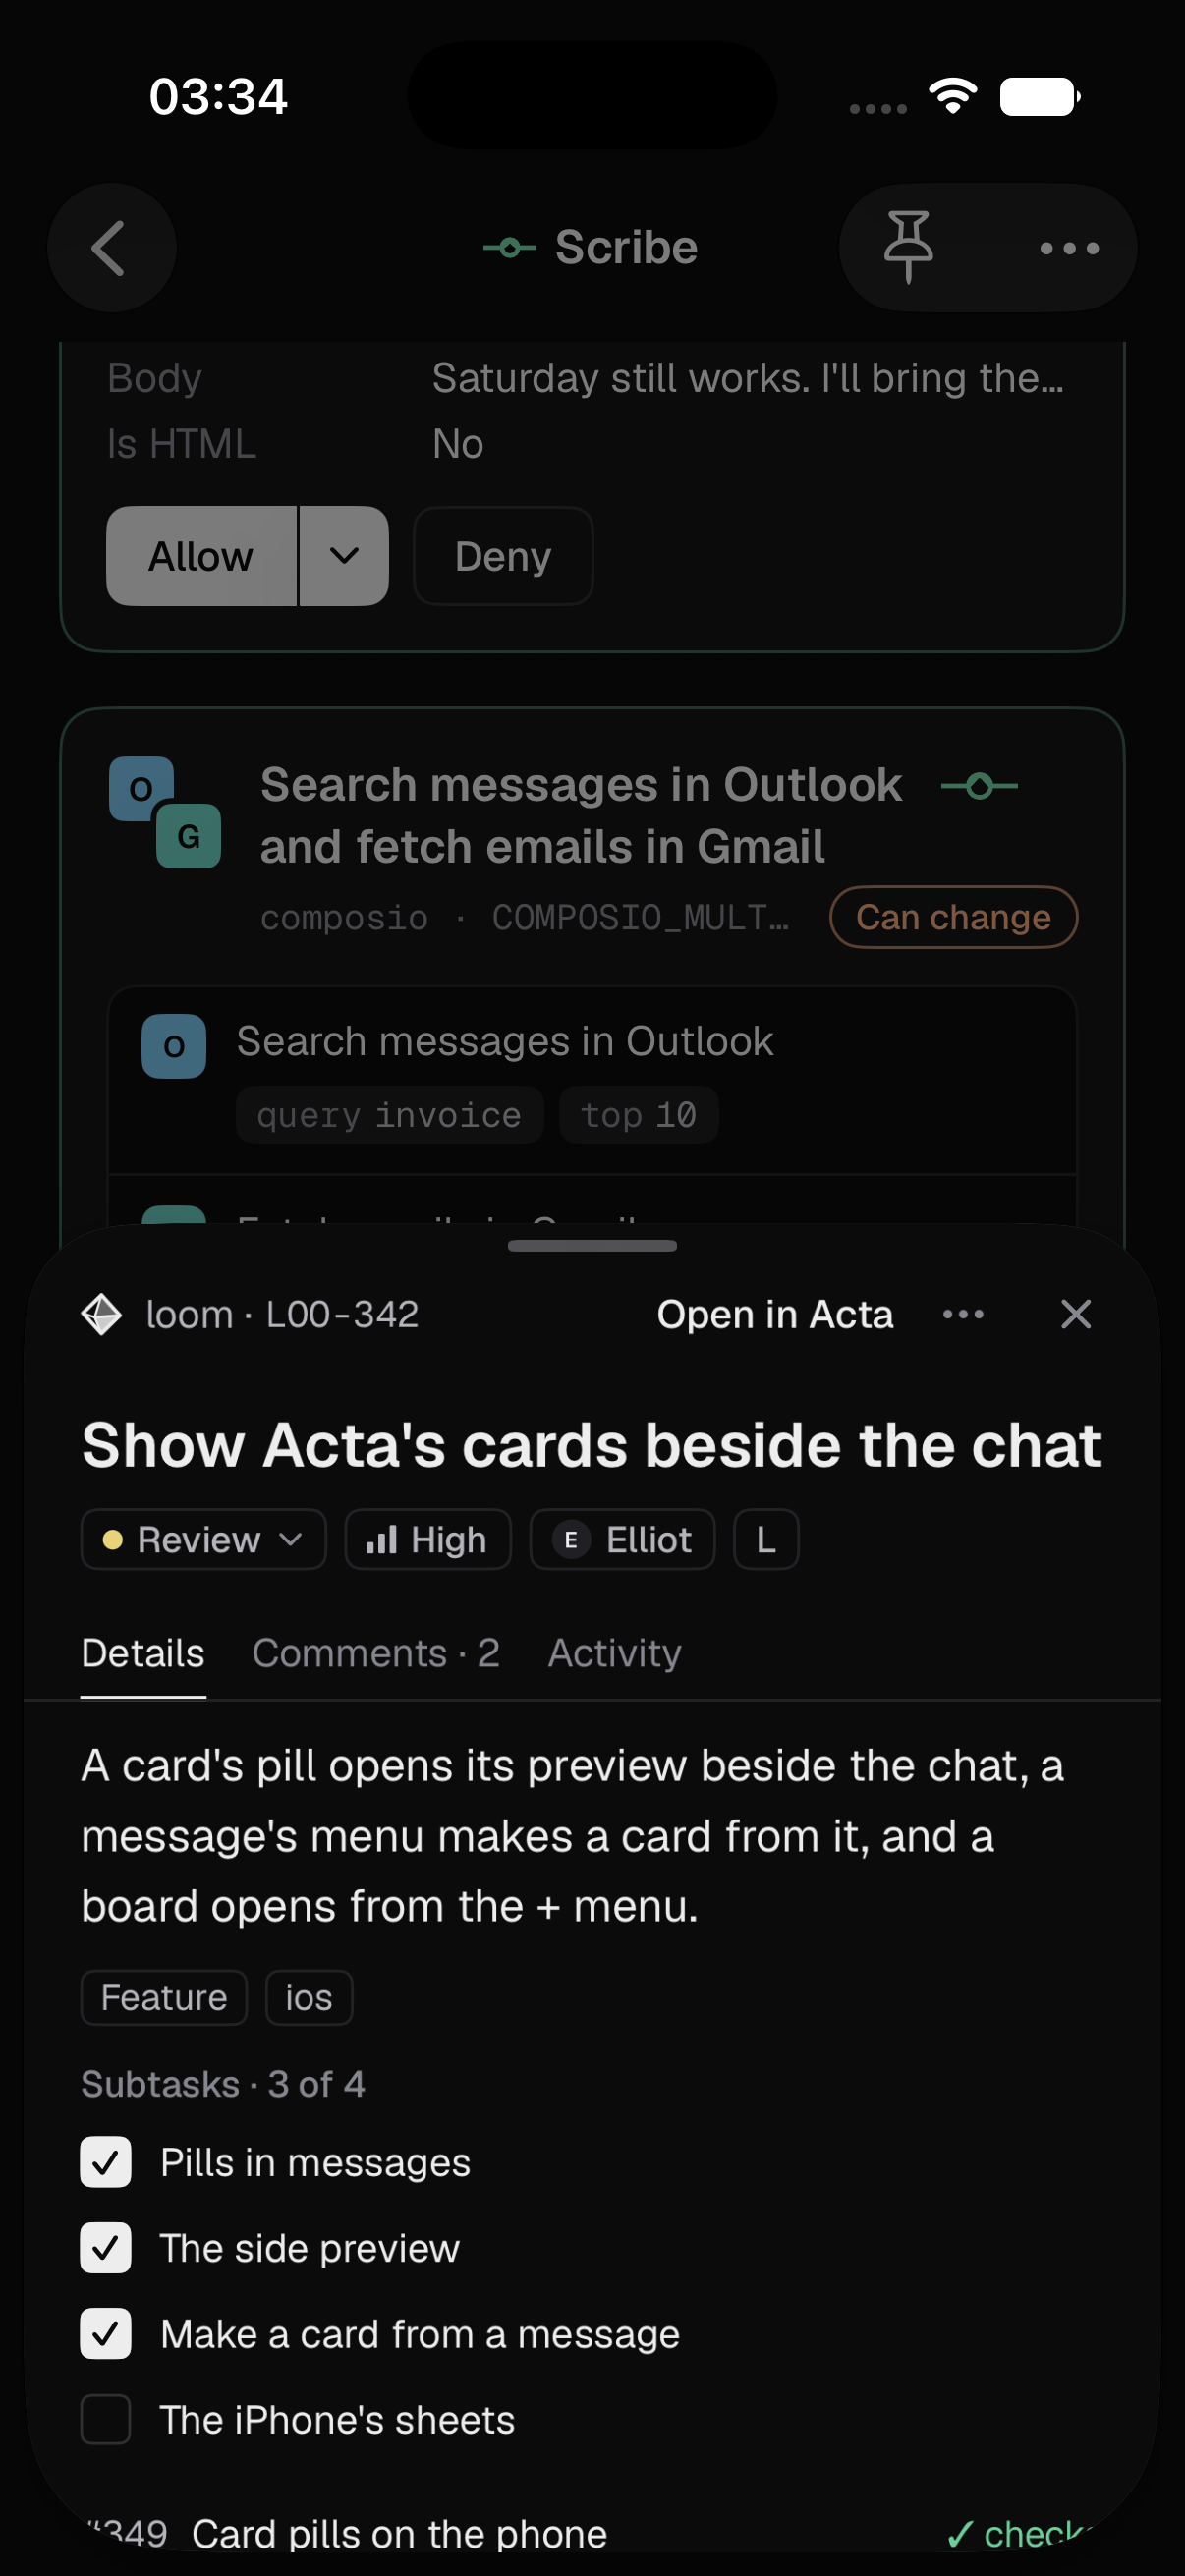 03:34
Scribe
Body Saturday still works. I'll bring the…
Is HTML No
Allow Deny
O
G
Search messages in Outlook
and fetch emails in Gmail
composio · COMPOSIO_MULT… Can change
O Search messages in Outlook
query invoice top 10
loom · LOO-342 Open in Acta
Show Acta's cards beside the chat
Review High E Elliot L
Details Comments · 2 Activity
A card's pill opens its preview beside the chat, a
message's menu makes a card from it, and a
board opens from the + menu.
Feature ios
Subtasks · 3 of 4
Pills in messages
The side preview
Make a card from a message
The iPhone's sheets
#349 Card pills on the phone ✓ checks